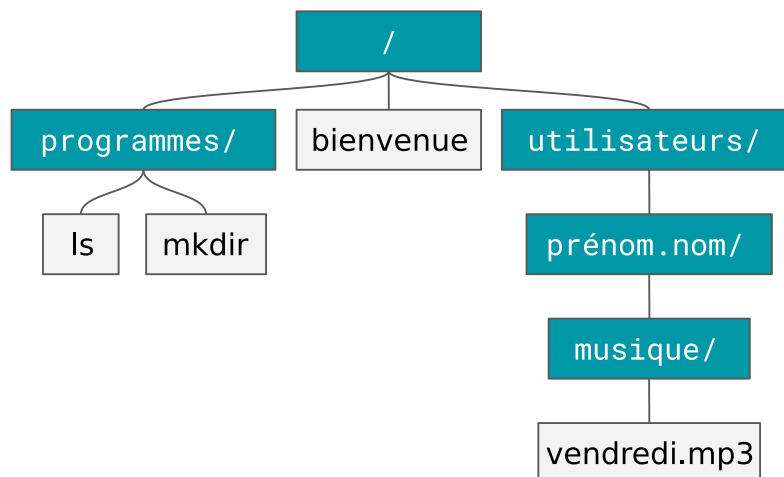 /
programmes/
bienvenue
utilisateurs/
ls
mkdir
prénom.nom/
musique/
vendredi.mp3